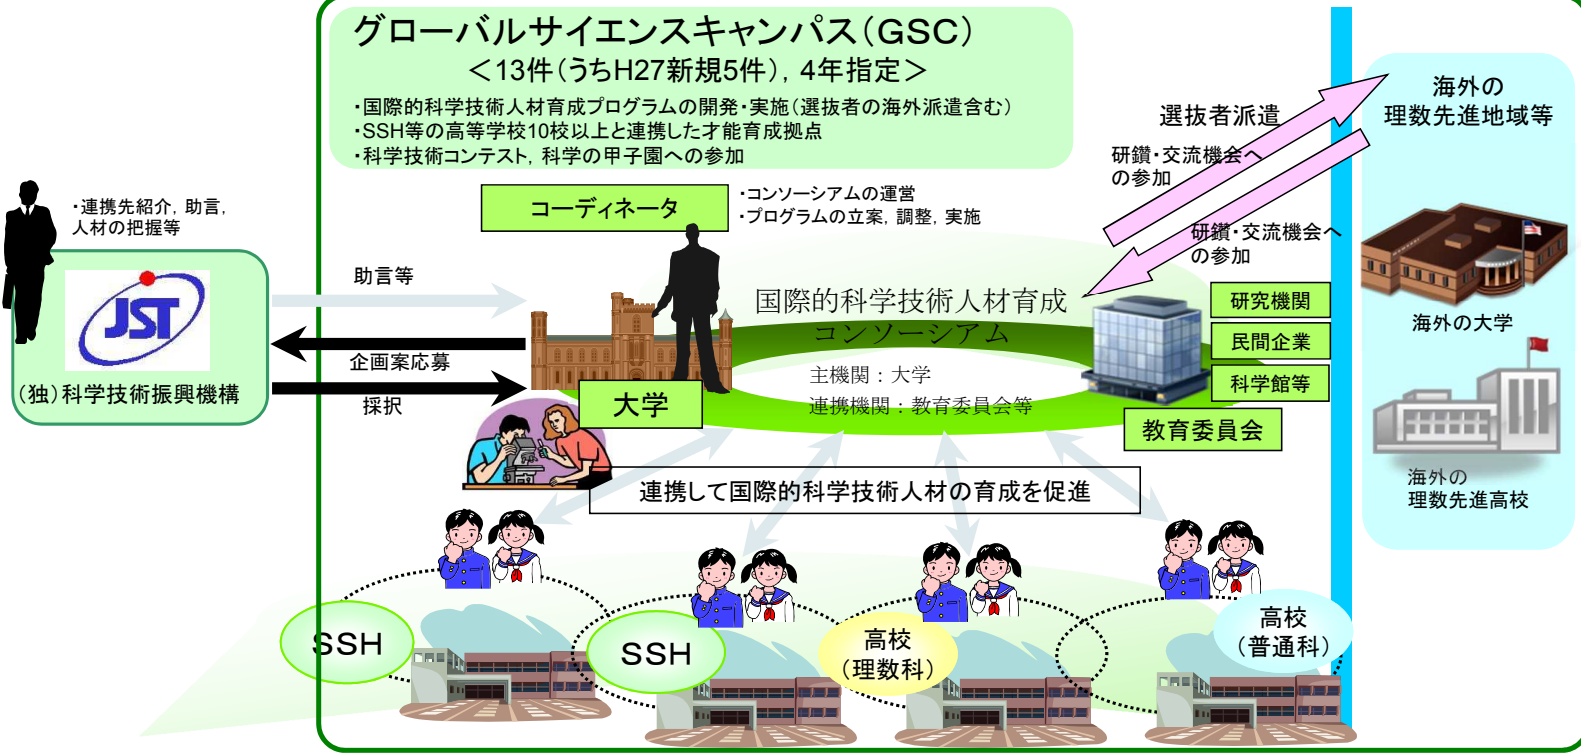 グローバルサイエンスキャンパス(GSC)
＜13件(うちH27新規5件), 4年指定＞
・国際的科学技術人材育成プログラムの開発・実施(選抜者の海外派遣含む)
・SSH等の高等学校10校以上と連携した才能育成拠点
・科学技術コンテスト, 科学の甲子園への参加
・連携先紹介, 助言,
人材の把握等
JST
(独)科学技術振興機構
助言等
企画案応募
採択
コーディネータ
・コンソーシアムの運営
・プログラムの立案, 調整, 実施
国際的科学技術人材育成
コンソーシアム
主機関：大学
連携機関：教育委員会等
大学
研究機関
民間企業
科学館等
教育委員会
選抜者派遣
研鑽・交流機会へ
の参加
研鑽・交流機会へ
の参加
海外の
理数先進地域等
海外の大学
海外の
理数先進高校
連携して国際的科学技術人材の育成を促進
SSH
SSH
高校
(理数科)
高校
(普通科)